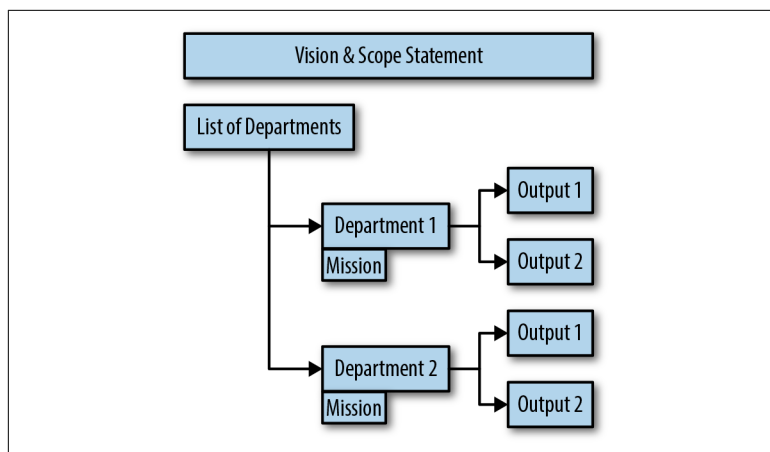 Vision & Scope Statement
List of Departments
Department 1
Mission
Output 1
Output 2
Department 2
Mission
Output 1
Output 2